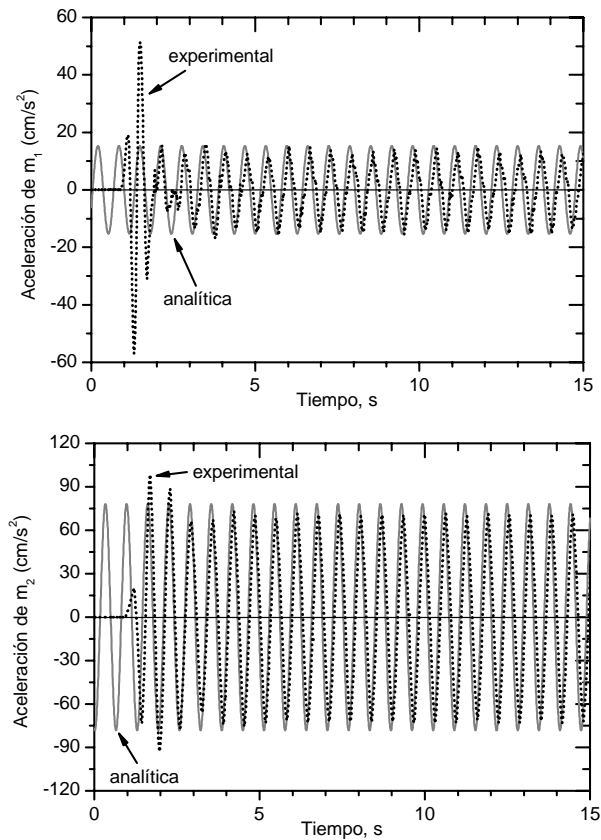 60
40
20
0
-20
-40
-60
Aceleración de m1 (cm/s2)
experimental
analítica
0 5 10 15
Tiempo, s
120
90
60
30
0
-30
-60
-90
-120
Aceleración de m2 (cm/s2)
experimental
analítica
0 5 10 15
Tiempo, s